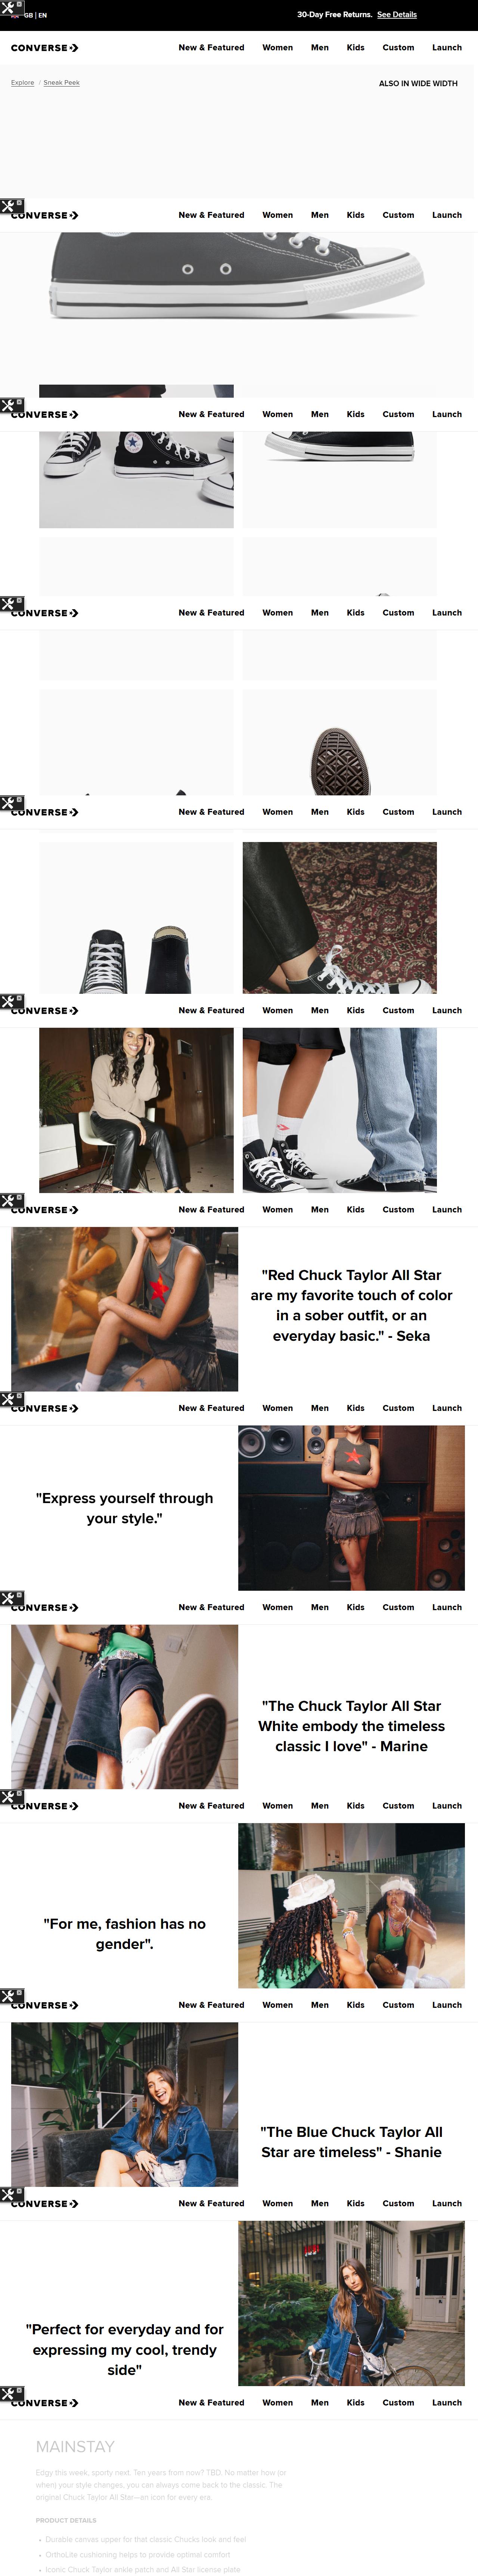 GB | EN
30-Day Free Returns. See Details
CONVERSE
New & Featured Women Men Kids Custom Launch
Explore / Sneak Peek
ALSO IN WIDE WIDTH
CONVERSE
New & Featured Women Men Kids Custom Launch
CONVERSE
New & Featured Women Men Kids Custom Launch
CONVERSE
New & Featured Women Men Kids Custom Launch
CONVERSE
New & Featured Women Men Kids Custom Launch
CONVERSE
New & Featured Women Men Kids Custom Launch
CONVERSE
New & Featured Women Men Kids Custom Launch
"Red Chuck Taylor All Star
are my favorite touch of color
in a sober outfit, or an
everyday basic." - Seka
CONVERSE
New & Featured Women Men Kids Custom Launch
"Express yourself through
your style."
CONVERSE
New & Featured Women Men Kids Custom Launch
"The Chuck Taylor All Star
White embody the timeless
classic I love" - Marine
CONVERSE
New & Featured Women Men Kids Custom Launch
"For me, fashion has no
gender".
CONVERSE
New & Featured Women Men Kids Custom Launch
"The Blue Chuck Taylor All
Star are timeless" - Shanie
CONVERSE
New & Featured Women Men Kids Custom Launch
"Perfect for everyday and for
expressing my cool, trendy
side"
CONVERSE
New & Featured Women Men Kids Custom Launch
MAINSTAY
Edgy this week, sporty next. Ten years from now? TBD. No matter how (or
when) your style changes, you can always come back to the classic. The
original Chuck Taylor All Star—an icon for every era.
PRODUCT DETAILS
• Durable canvas upper for that classic Chucks look and feel
• OrthoLite cushioning helps to provide optimal comfort
• Iconic Chuck Taylor ankle patch and All Star license plate